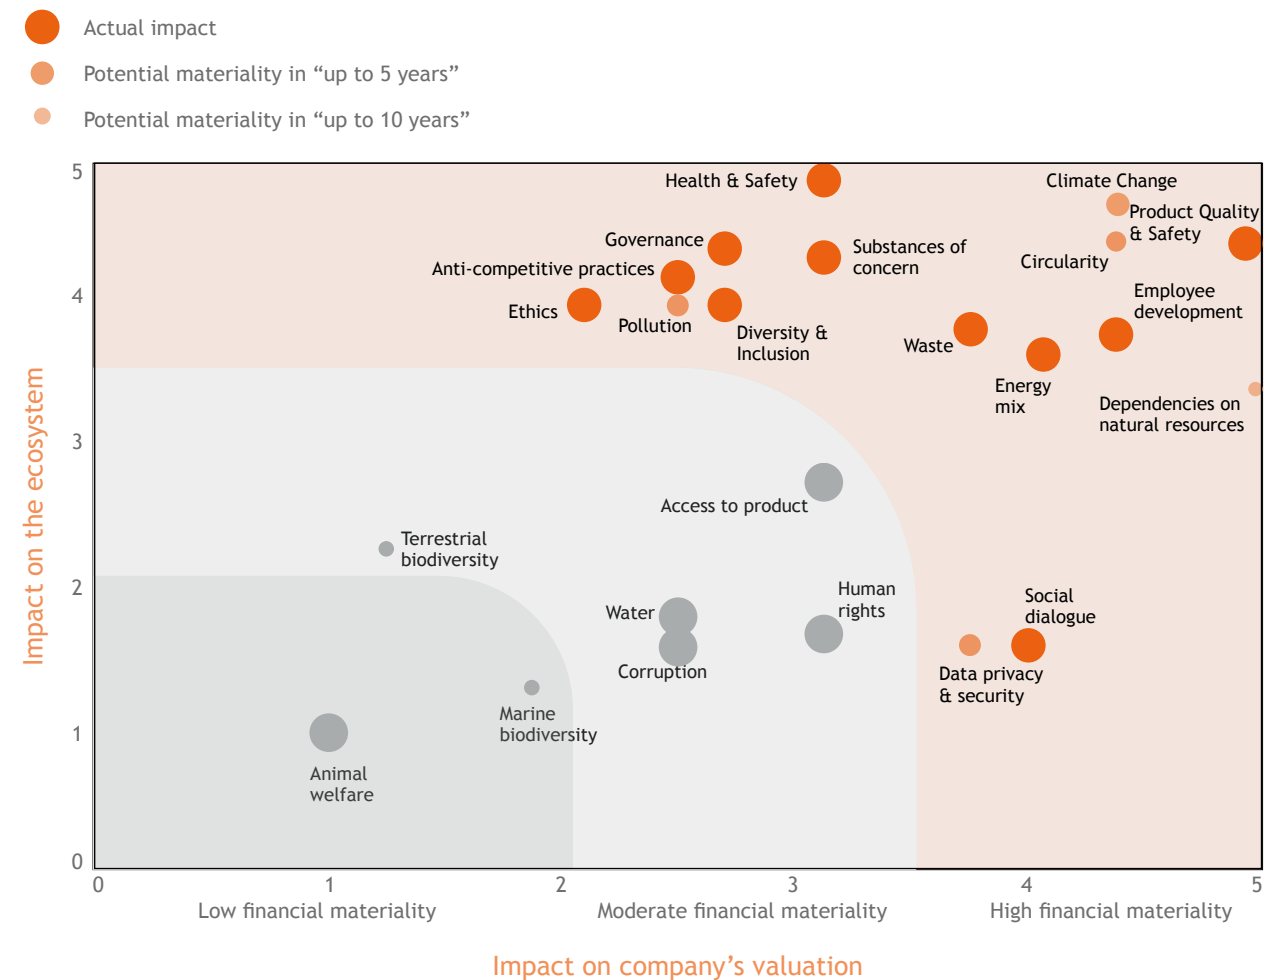 Actual impact
Potential materiality in “up to 5 years”
Potential materiality in “up to 10 years”
5
4
3
2
1
0
Impact on the ecosystem
Health & Safety
Climate Change
Product Quality
& Safety
Governance
Substances of
concern
Anti-competitive practices
Circularity
Ethics
Pollution
Diversity &
Inclusion
Employee
development
Waste
Energy
mix
Dependencies on
natural resources
Access to product
Terrestrial
biodiversity
Water
Human
rights
Social
dialogue
Corruption
Data privacy
& security
Marine
biodiversity
Animal
welfare
0
1
2
3
4
5
Low financial materiality
Moderate financial materiality
High financial materiality
Impact on company’s valuation